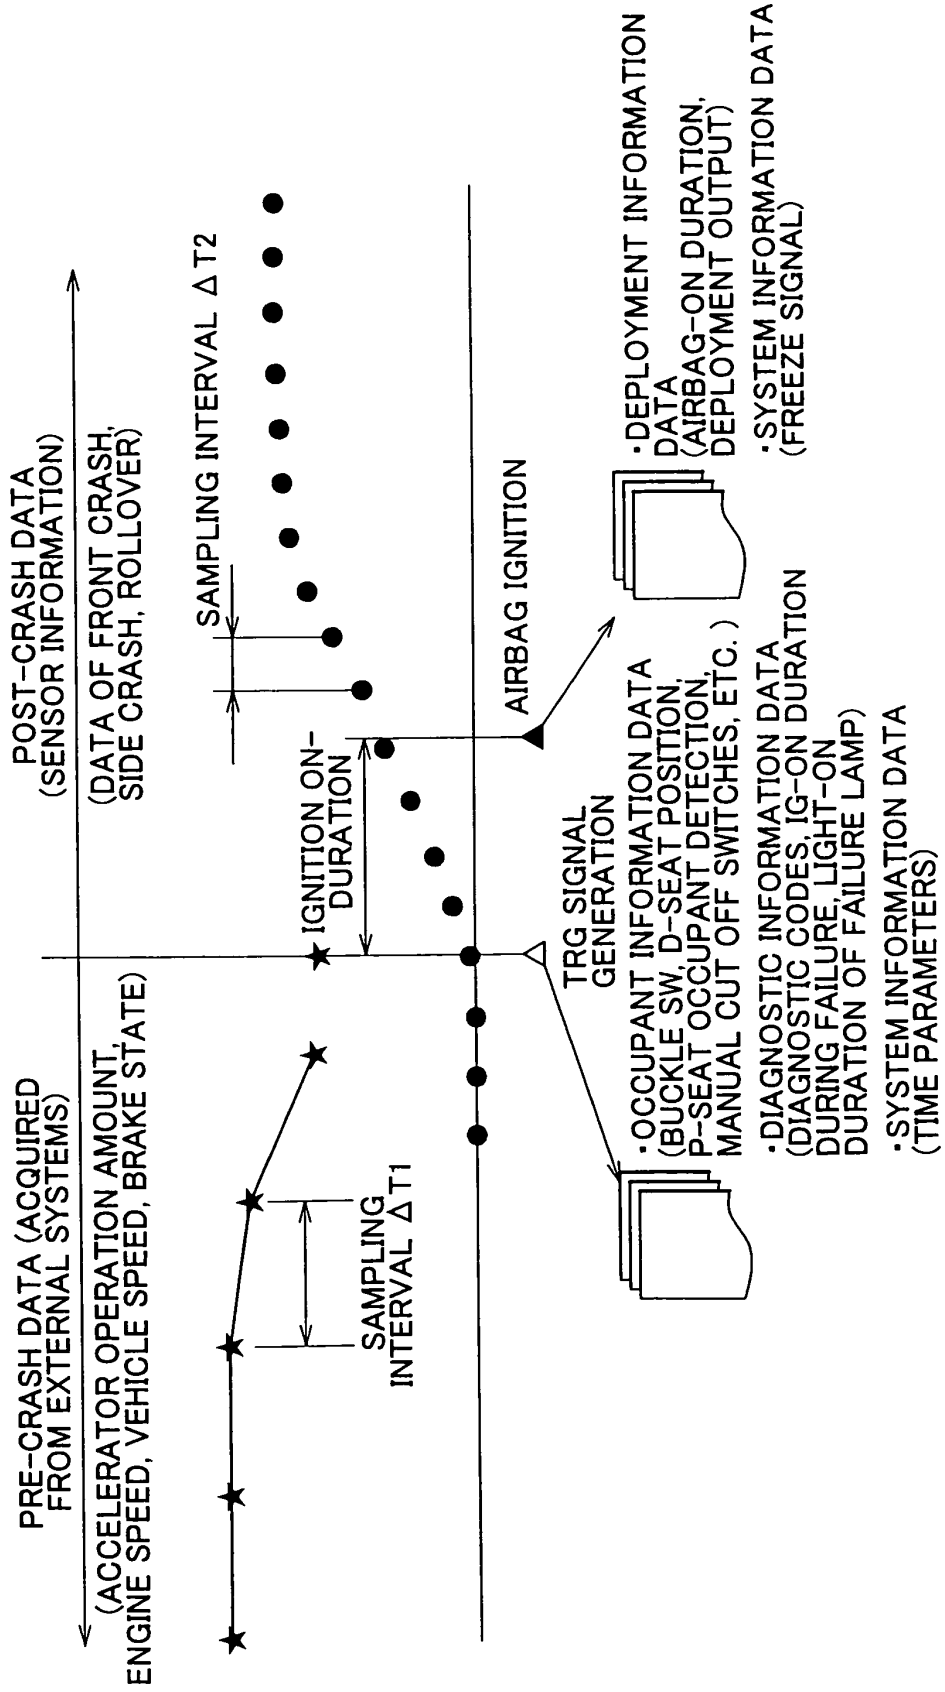 PRE-CRASH DATA (ACQUIRED
FROM EXTERNAL SYSTEMS)
(ACCELERATOR OPERATION AMOUNT,
ENGINE SPEED, VEHICLE SPEED, BRAKE STATE)
POST-CRASH DATA
(SENSOR INFORMATION)
(DATA OF FRONT CRASH,
SIDE CRASH, ROLLOVER)
SAMPLING INTERVAL Δ T2
IGNITION ON-
DURATION
SAMPLING
INTERVAL Δ T1
AIRBAG IGNITION
TRG SIGNAL
GENERATION
·OCCUPANT INFORMATION DATA
(BUCKLE SW, D-SEAT POSITION,
P-SEAT OCCUPANT DETECTION,
MANUAL CUT OFF SWITCHES, ETC. )
·DIAGNOSTIC INFORMATION DATA
(DIAGNOSTIC CODES, IG-ON DURATION
DURING FAILURE, LIGHT-ON
DURATION OF FAILURE LAMP)
·SYSTEM INFORMATION DATA
(TIME PARAMETERS)
·DEPLOYMENT INFORMATION
DATA
(AIRBAG-ON DURATION,
DEPLOYMENT OUTPUT)
·SYSTEM INFORMATION DATA
(FREEZE SIGNAL)